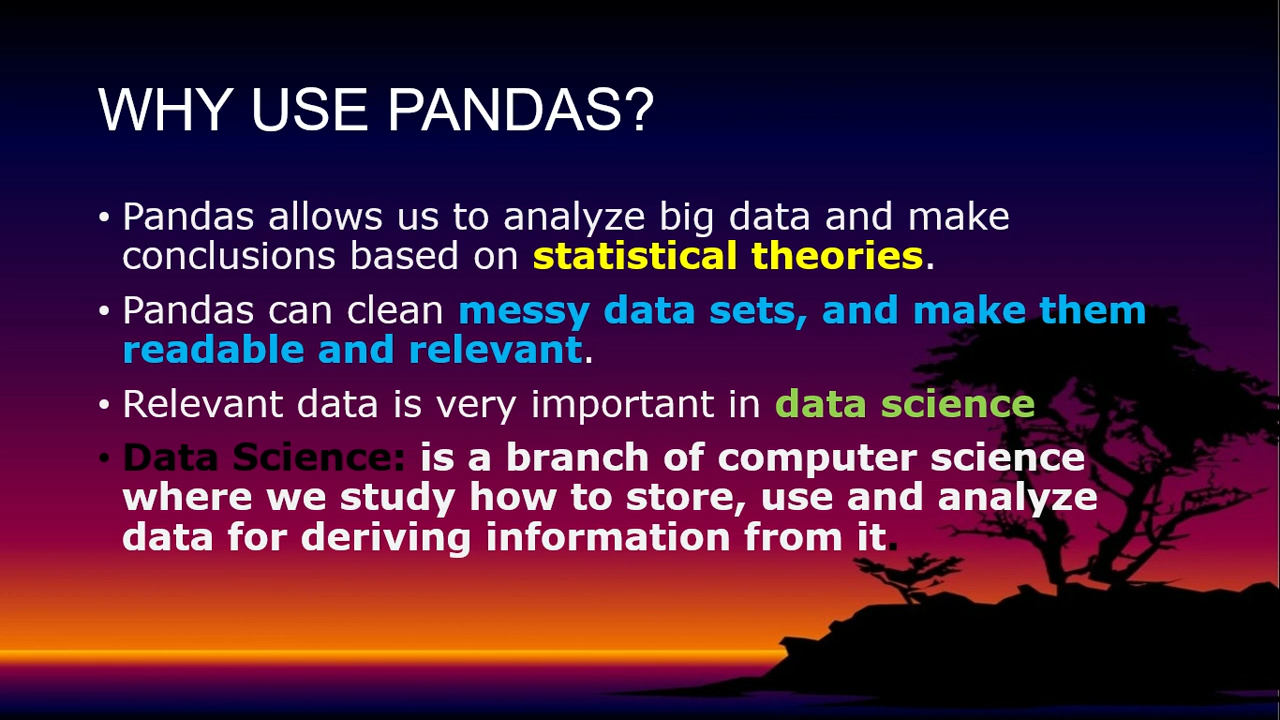 WHY USE PANDAS?
• Pandas allows us to analyze big data and make
conclusions based on statistical theories.
• Pandas can clean messy data sets, and make them
readable and relevant.
• Relevant data is very important in data science
• Data Science: is a branch of computer science
where we study how to store, use and analyze
data for deriving information from it.